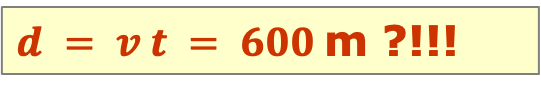 d = v t = 600 m ?!!!